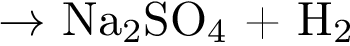 → Na₂SO₄ + H₂